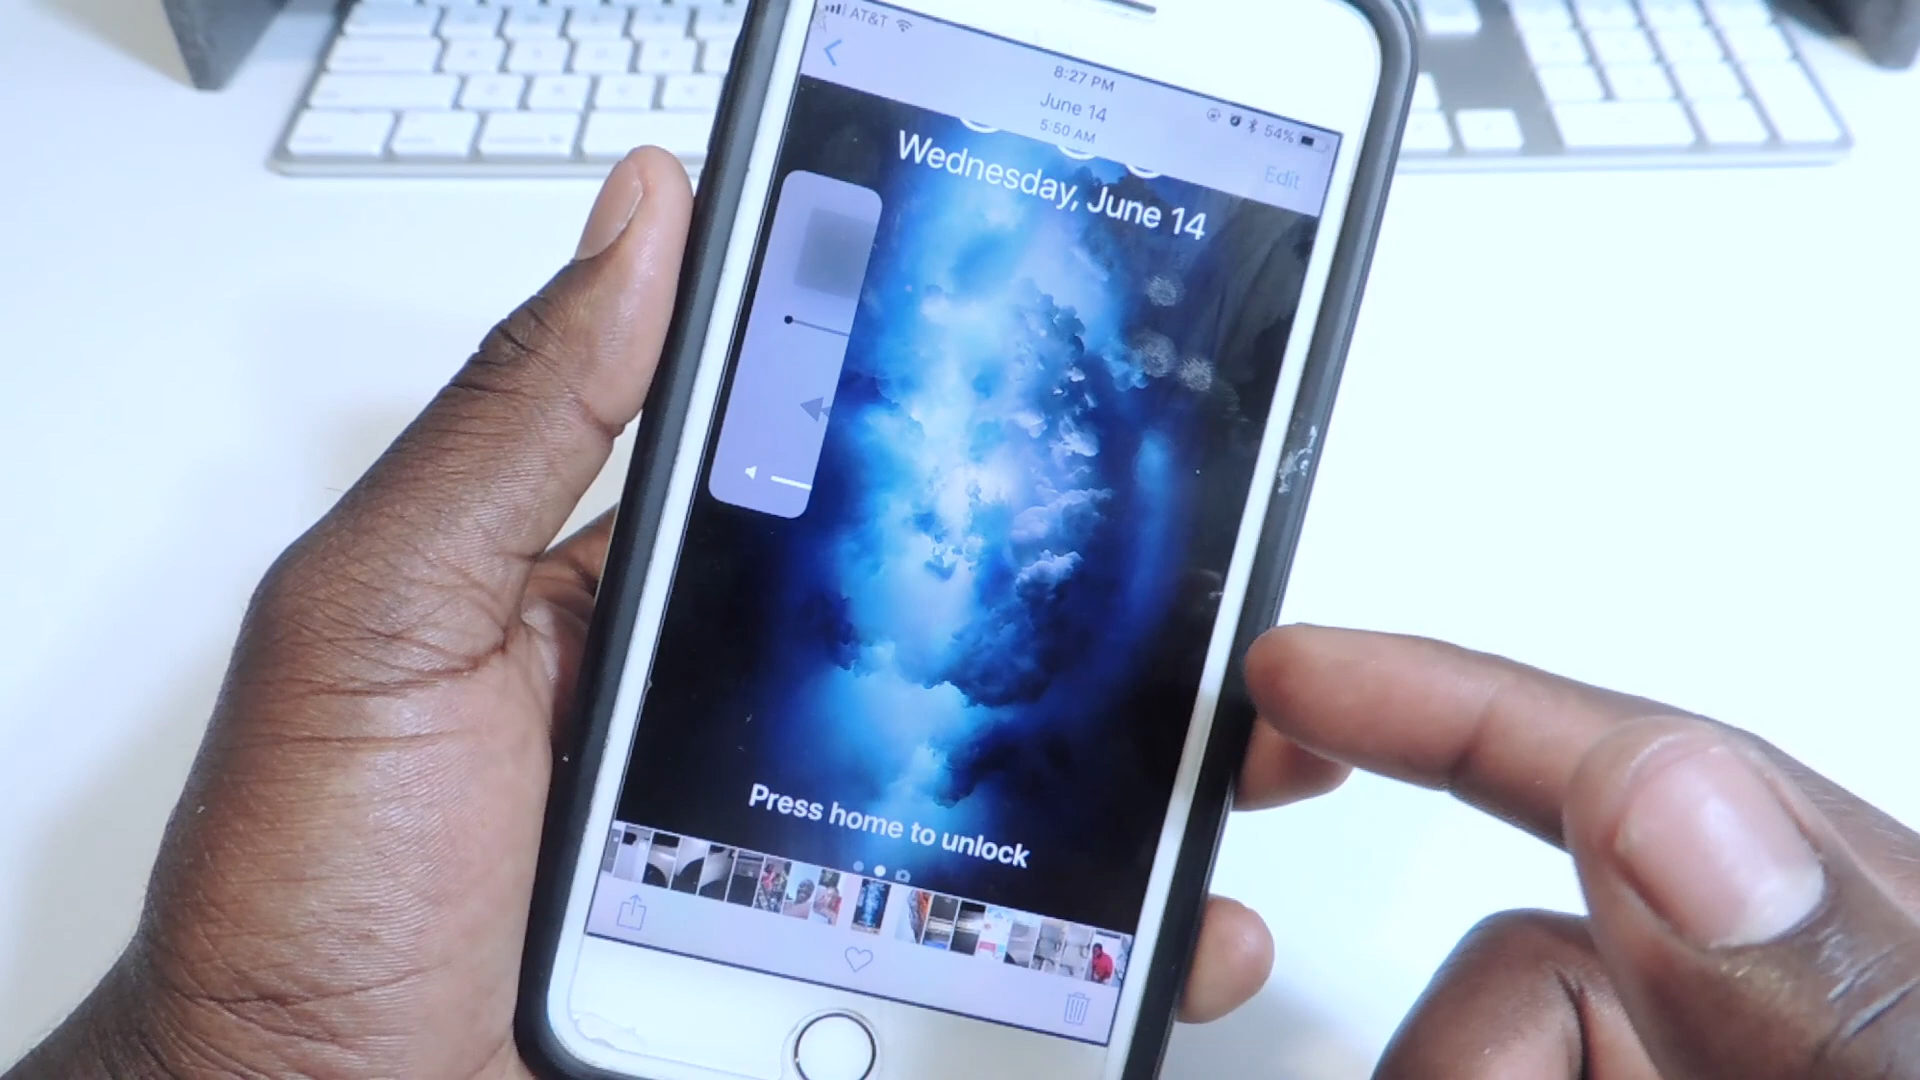 AT&T
8:27 PM
54%
June 14
5:50 AM
Edit
Wednesday, June 14
Press home to unlock